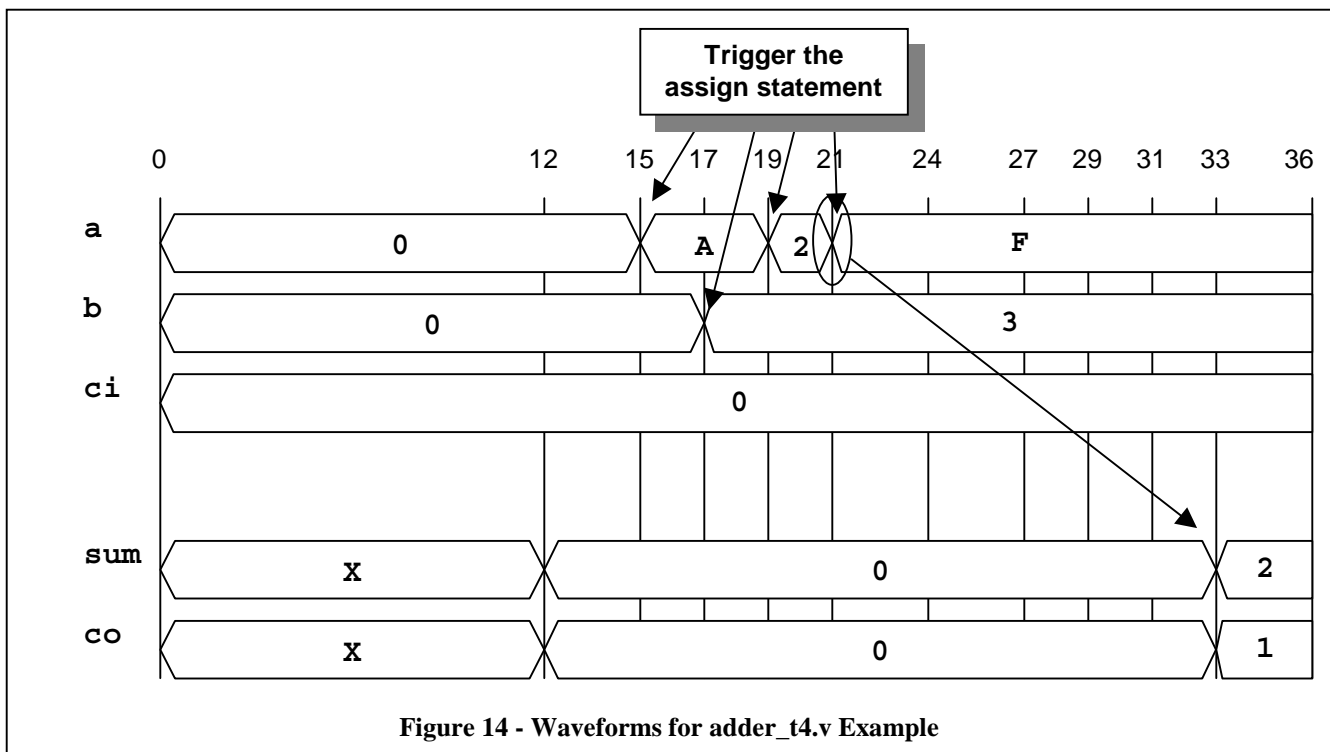 Trigger the
assign statement
0 12 15 17 19 21 24 27 29 31 33 36
a 0 A 2 F
b 0 3
ci 0
sum X 0 2
co X 0 1
Figure 14 - Waveforms for adder_t4.v Example